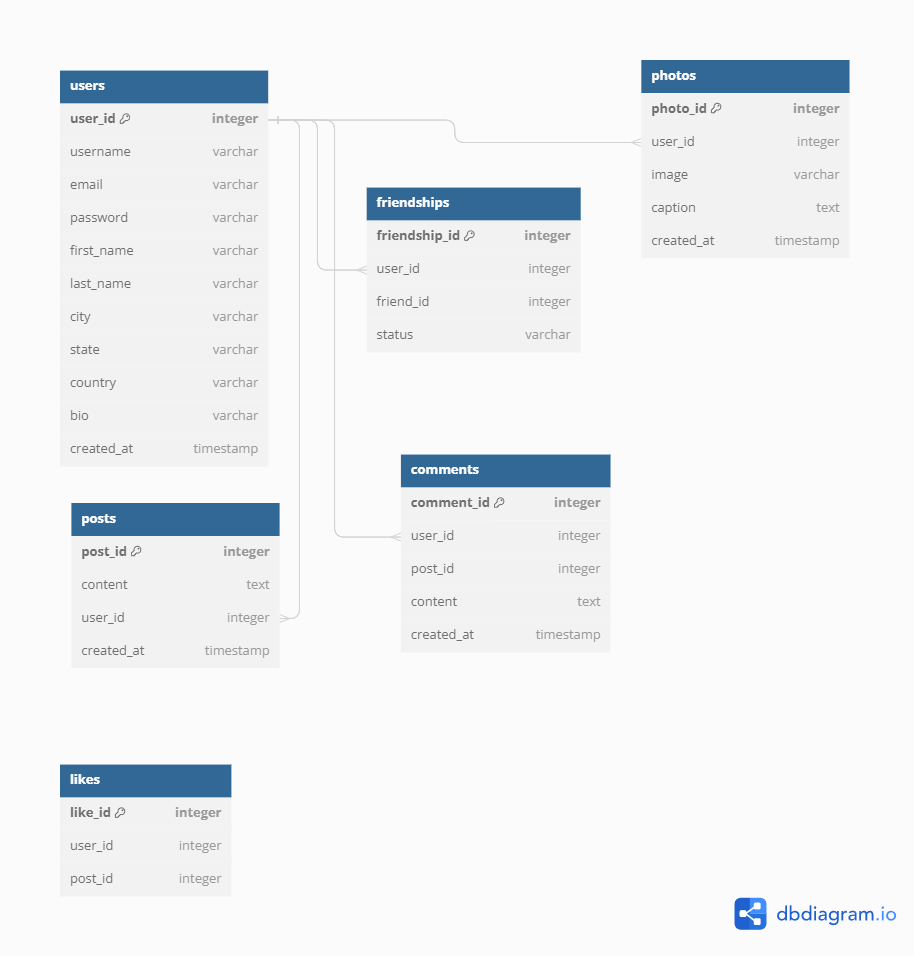 users
user_id integer
username varchar
email varchar
password varchar
first_name varchar
last_name varchar
city varchar
state varchar
country varchar
bio varchar
created_at timestamp
photos
photo_id integer
user_id integer
image varchar
caption text
created_at timestamp
friendships
friendship_id integer
user_id integer
friend_id integer
status varchar
comments
comment_id integer
user_id integer
post_id integer
content text
created_at timestamp
posts
post_id integer
content text
user_id integer
created_at timestamp
likes
like_id integer
user_id integer
post_id integer
dbdiagram.io